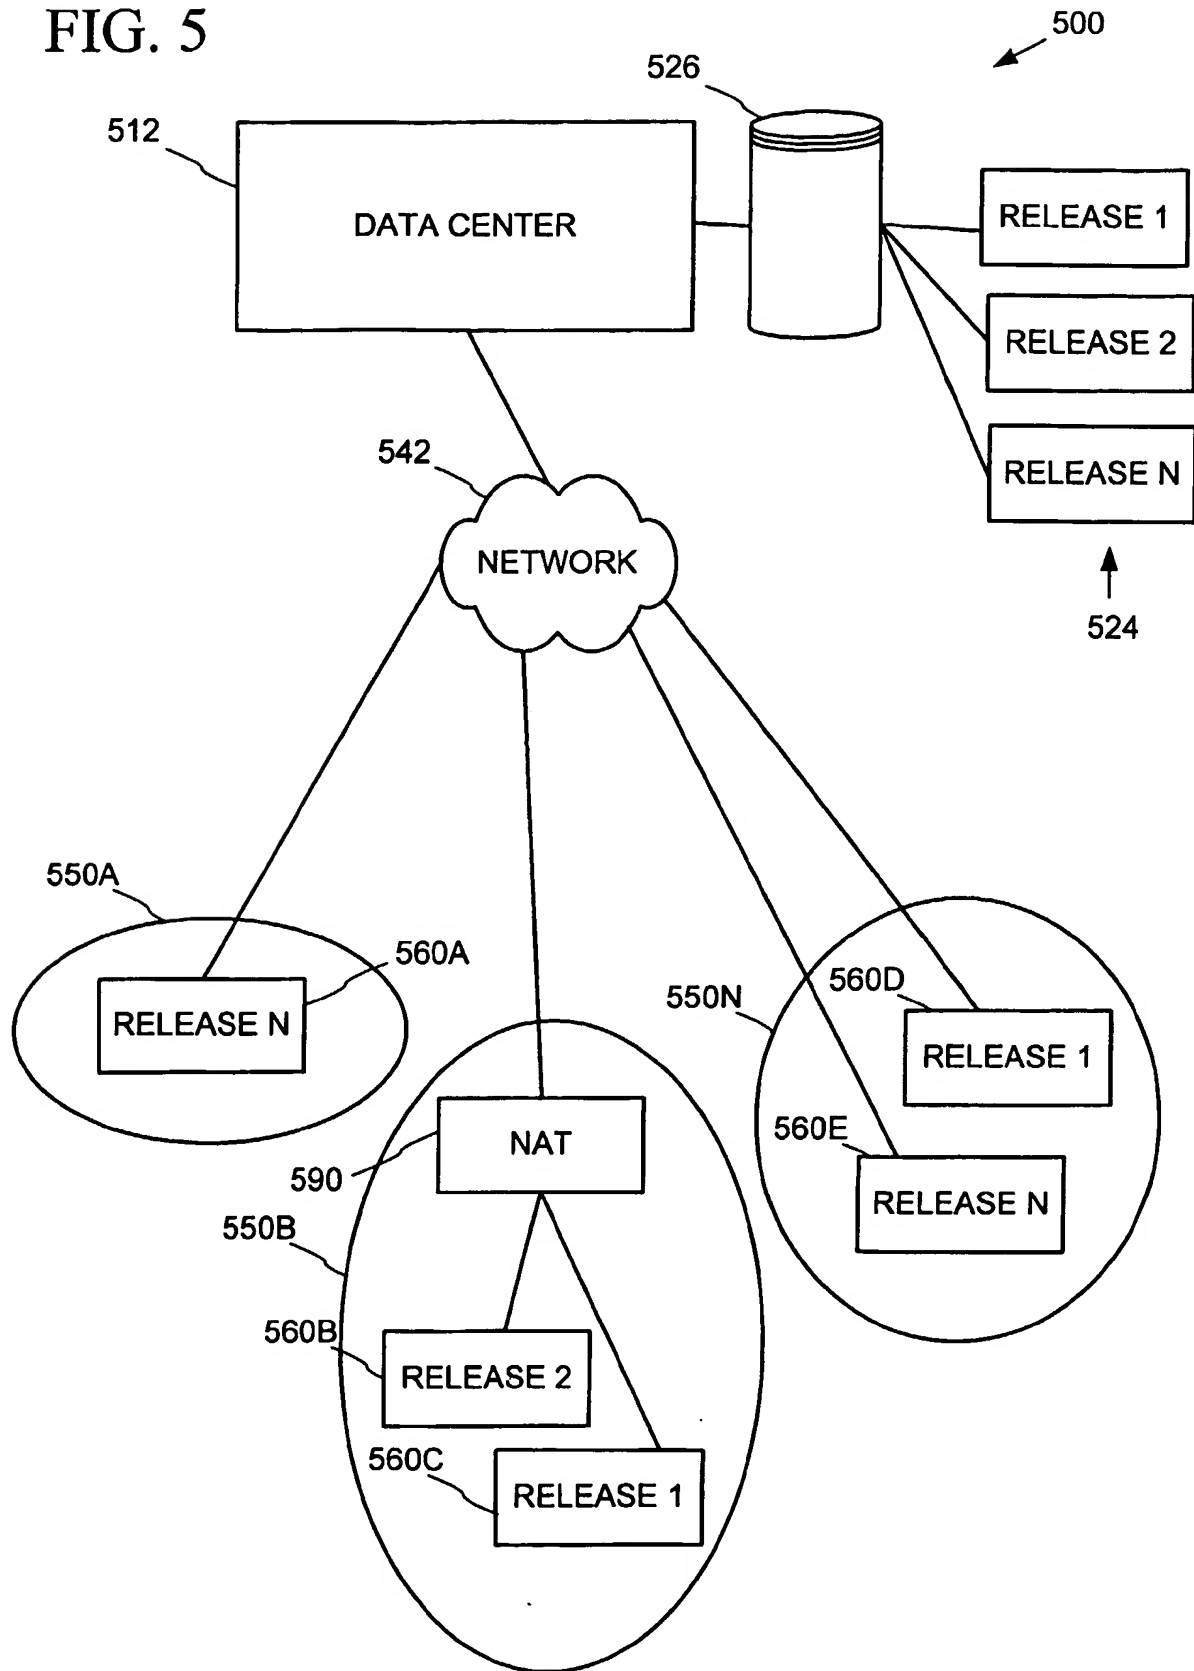 FIG. 5
500
526
512
DATA CENTER
RELEASE 1
RELEASE 2
RELEASE N
524
542
NETWORK
550A
560A
RELEASE N
550N
560D
RELEASE 1
560E
RELEASE N
NAT
590
550B
560B
RELEASE 2
560C
RELEASE 1